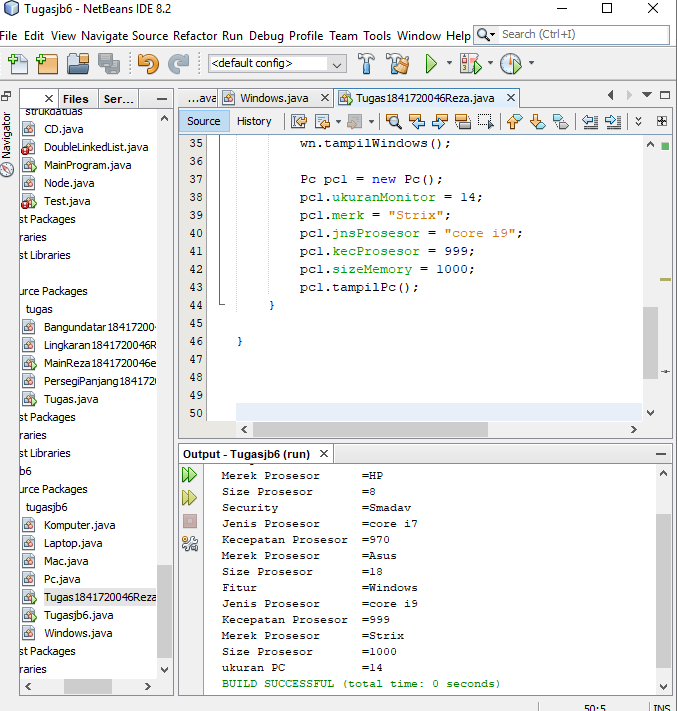 Tugasjb6 - NetBeans IDE 8.2
File Edit View Navigate Source Refactor Run Debug Profile Team Tools Window Help Search (Ctrl+I)
<default config>
Files Ser...
...ava Windows.java Tugas1841720046Reza.java
Source History
Navigator
strukdatuas
CD.java
DoubleLinkedList.java
MainProgram.java
Node.java
Test.java
st Packages
raries
st Libraries
urce Packages
tugas
Bangundatar1841720046
Lingkaran1841720046R
MainReza1841720046e
PersegiPanjang184172
Tugas.java
st Packages
raries
st Libraries
b6
urce Packages
tugasjb6
Komputer.java
Laptop.java
Mac.java
Pc.java
Tugas1841720046Reza
Tugasjb6.java
Windows.java
st Packages
raries
35 wn.tampilWindows();
36
37 Pc pc1 = new Pc();
38 pc1.ukuranMonitor = 14;
39 pc1.merk = "Strix";
40 pc1.jnsProsesor = "core i9";
41 pc1.kecProsesor = 999;
42 pc1.sizeMemory = 1000;
43 pc1.tampilPc();
44 }
45
46 }
47
48
49
50
Output - Tugasjb6 (run)
Merek Prosesor =HP
Size Prosesor =8
Security =Smadav
Jenis Prosesor =core i7
Kecepatan Prosesor =970
Merek Prosesor =Asus
Size Prosesor =18
Fitur =Windows
Jenis Prosesor =core i9
Kecepatan Prosesor =999
Merek Prosesor =Strix
Size Prosesor =1000
ukuran PC =14
BUILD SUCCESSFUL (total time: 0 seconds)
50:5 INS